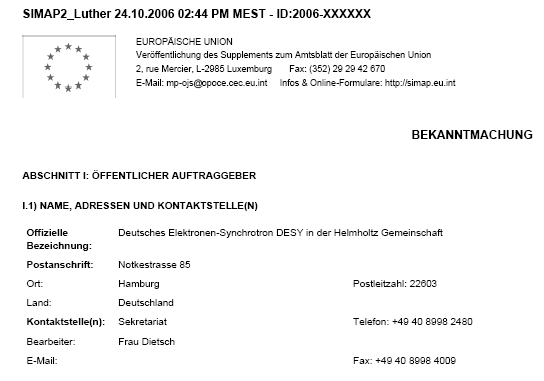 SIMAP2_Luther 24.10.2006 02:44 PM MEST - ID:2006-XXXXXX
EUROPÄISCHE UNION
Veröffentlichung des Supplements zum Amtsblatt der Europäischen Union
2, rue Mercier, L-2985 Luxemburg Fax: (352) 29 29 42 670
E-Mail: mp-ojs@opoce.cec.eu.int Infos & Online-Formulare: http://simap.eu.int
BEKANNTMACHUNG
ABSCHNITT I: ÖFFENTLICHER AUFTRAGGEBER
I.1) NAME, ADRESSEN UND KONTAKTSTELLE(N)
Offizielle Bezeichnung: Deutsches Elektronen-Synchrotron DESY in der Helmholtz Gemeinschaft
Postanschrift: Notkestrasse 85
Ort: Hamburg Postleitzahl: 22603
Land: Deutschland
Kontaktstelle(n): Sekretariat Telefon: +49 40 8998 2480
Bearbeiter: Frau Dietsch
E-Mail: Fax: +49 40 8998 4009